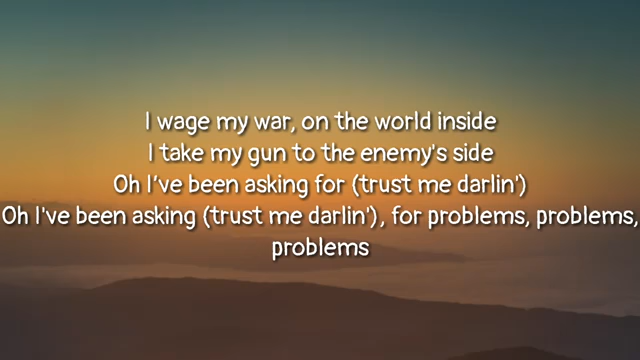 I wage my war, on the world inside
I take my gun to the enemy's side
Oh I've been asking for (trust me darlin')
Oh I've been asking (trust me darlin'), for problems, problems,
problems